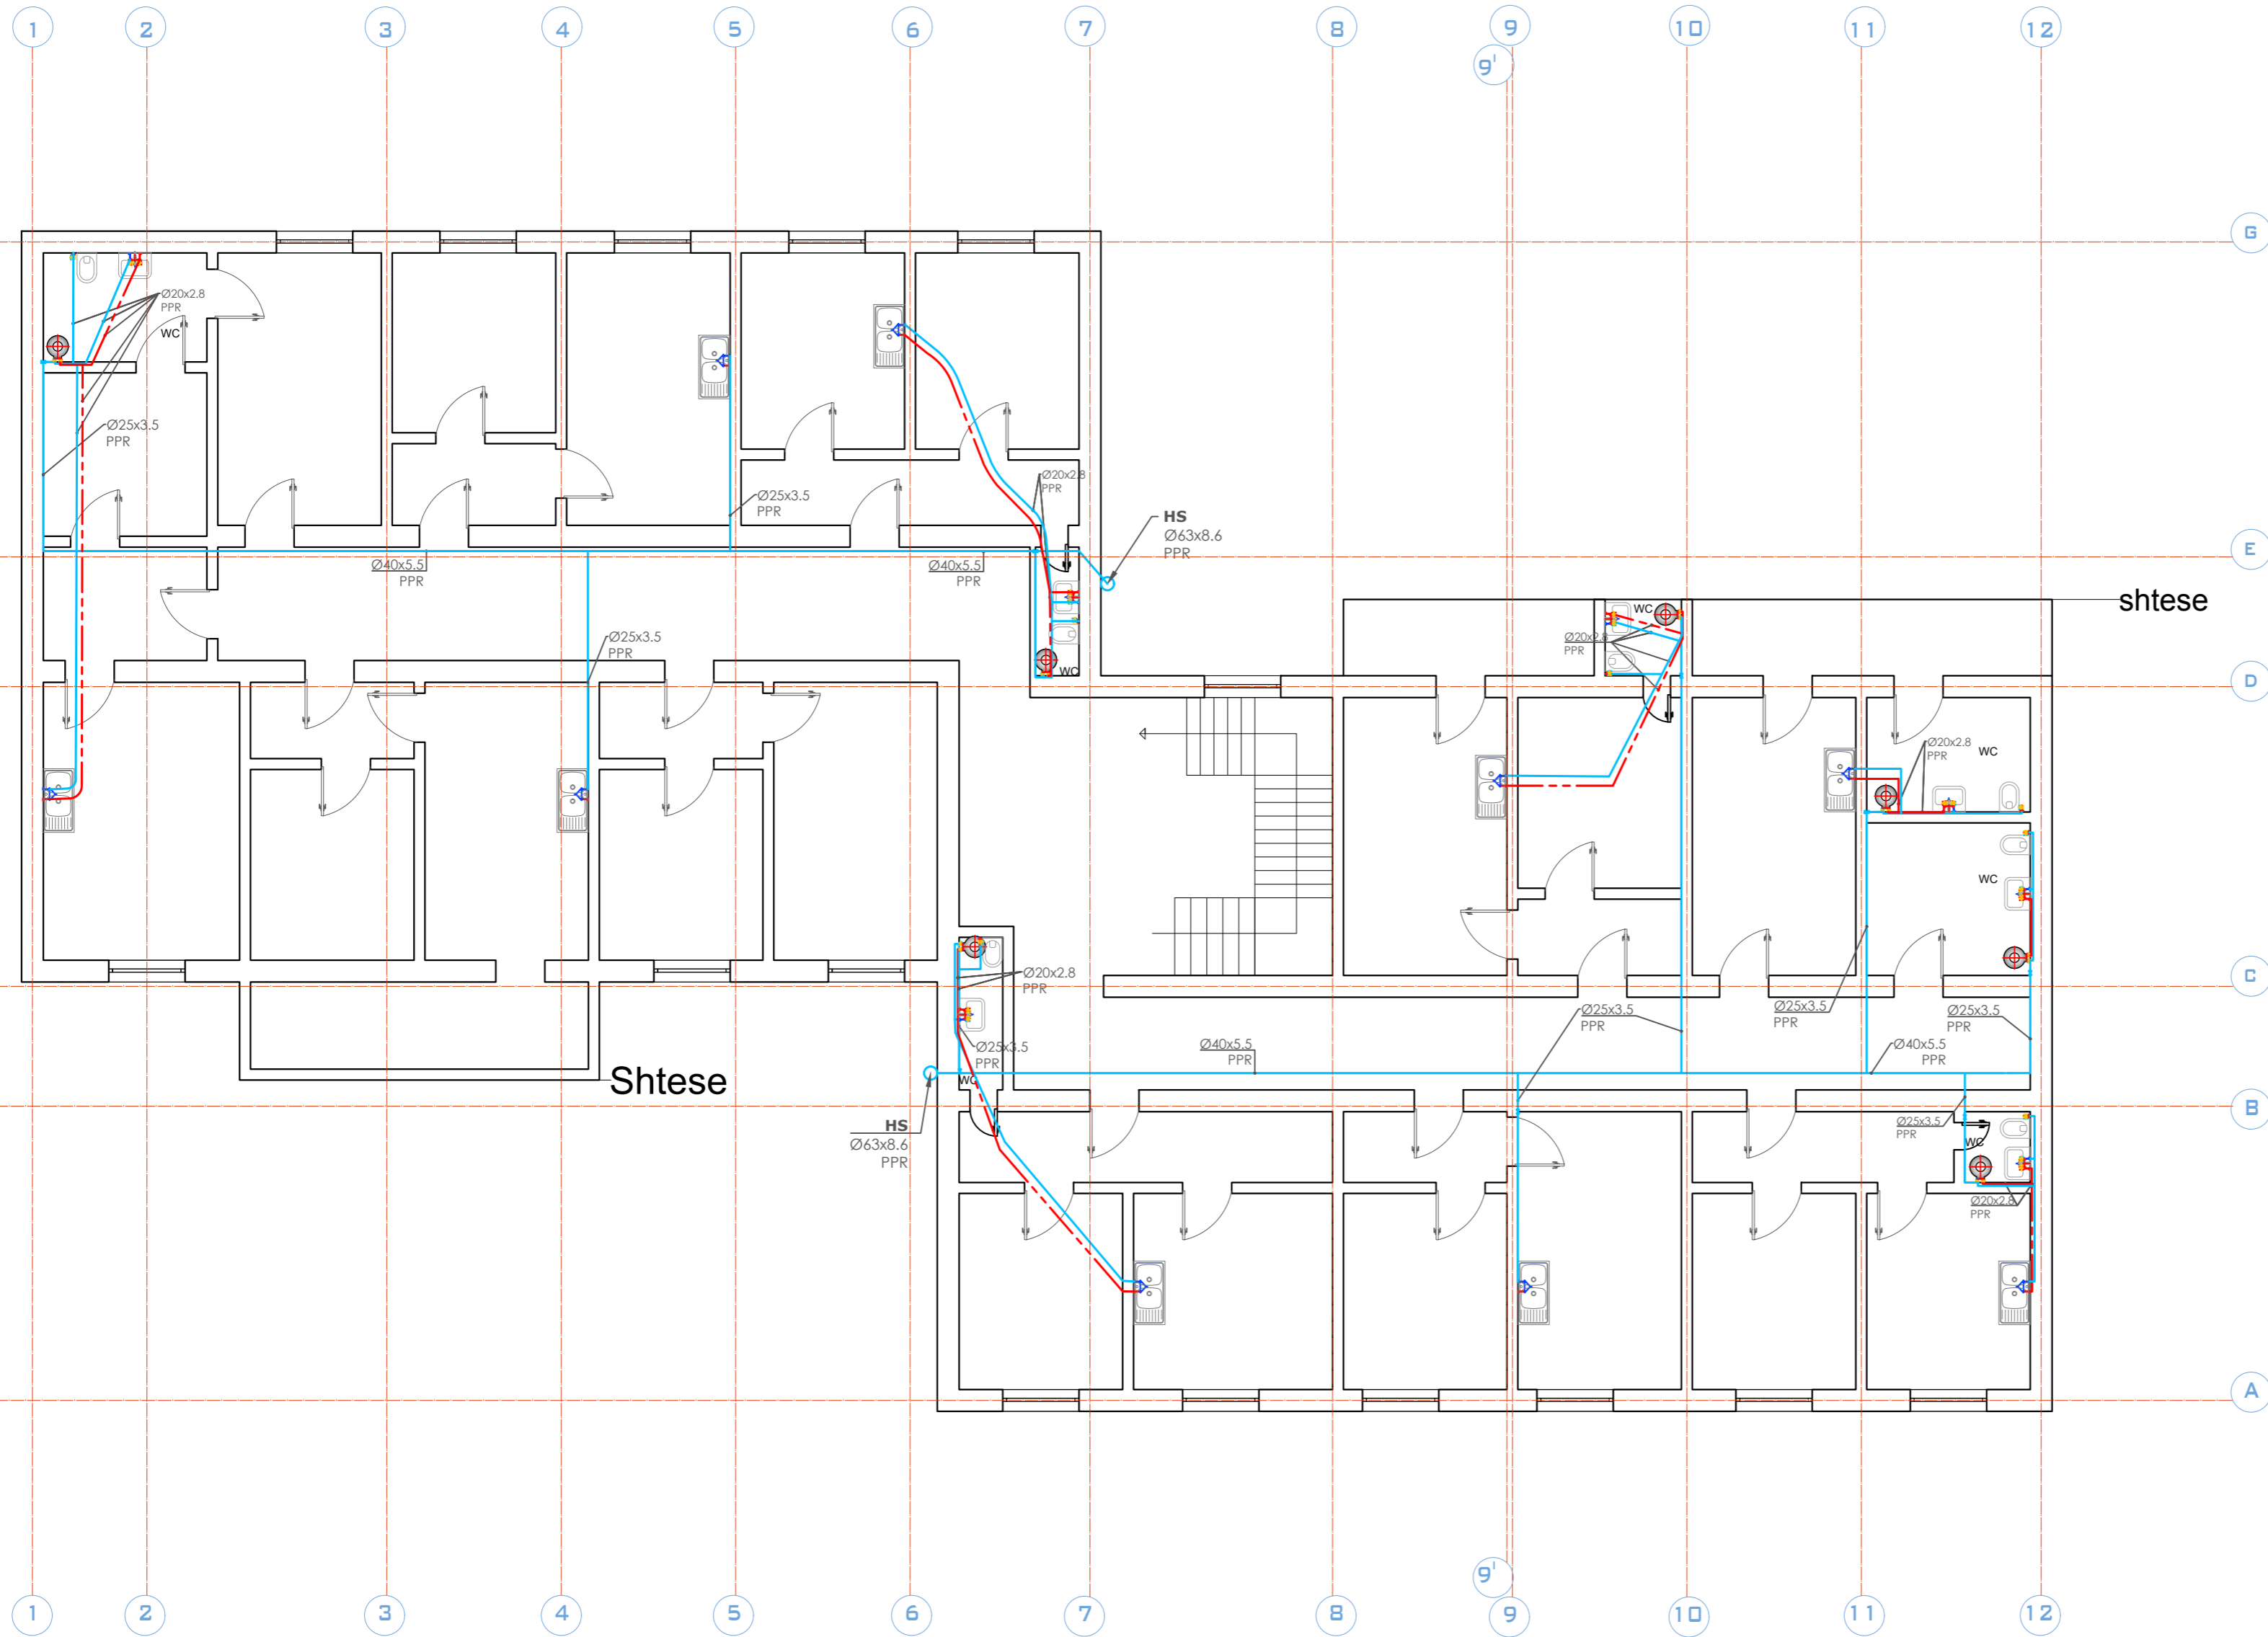 1 2 3 4 5 6 7 8 9 10 11 12
9'
G
Ø20x2.8
PPR
WC
Ø25x3.5
PPR
Ø20x2.8
PPR
Ø25x3.5
PPR
HS
Ø63x8.6
PPR
E
Ø40x5.5
PPR
Ø40x5.5
PPR
shtese
WC
Ø20x2.8
PPR
Ø25x3.5
PPR
WC
D
Ø20x2.8
PPR
WC
WC
Ø20x2.8
PPR
C
Ø25x3.5
PPR
Ø25x3.5
PPR
Ø25x3.5
PPR
Ø25x3.5
PPR
Ø40x5.5
PPR
Ø40x5.5
PPR
Shtese
WC
B
HS
Ø63x8.6
PPR
Ø25x3.5
PPR
WC
Ø20x2.8
PPR
A
9'
1 2 3 4 5 6 7 8 9 10 11 12